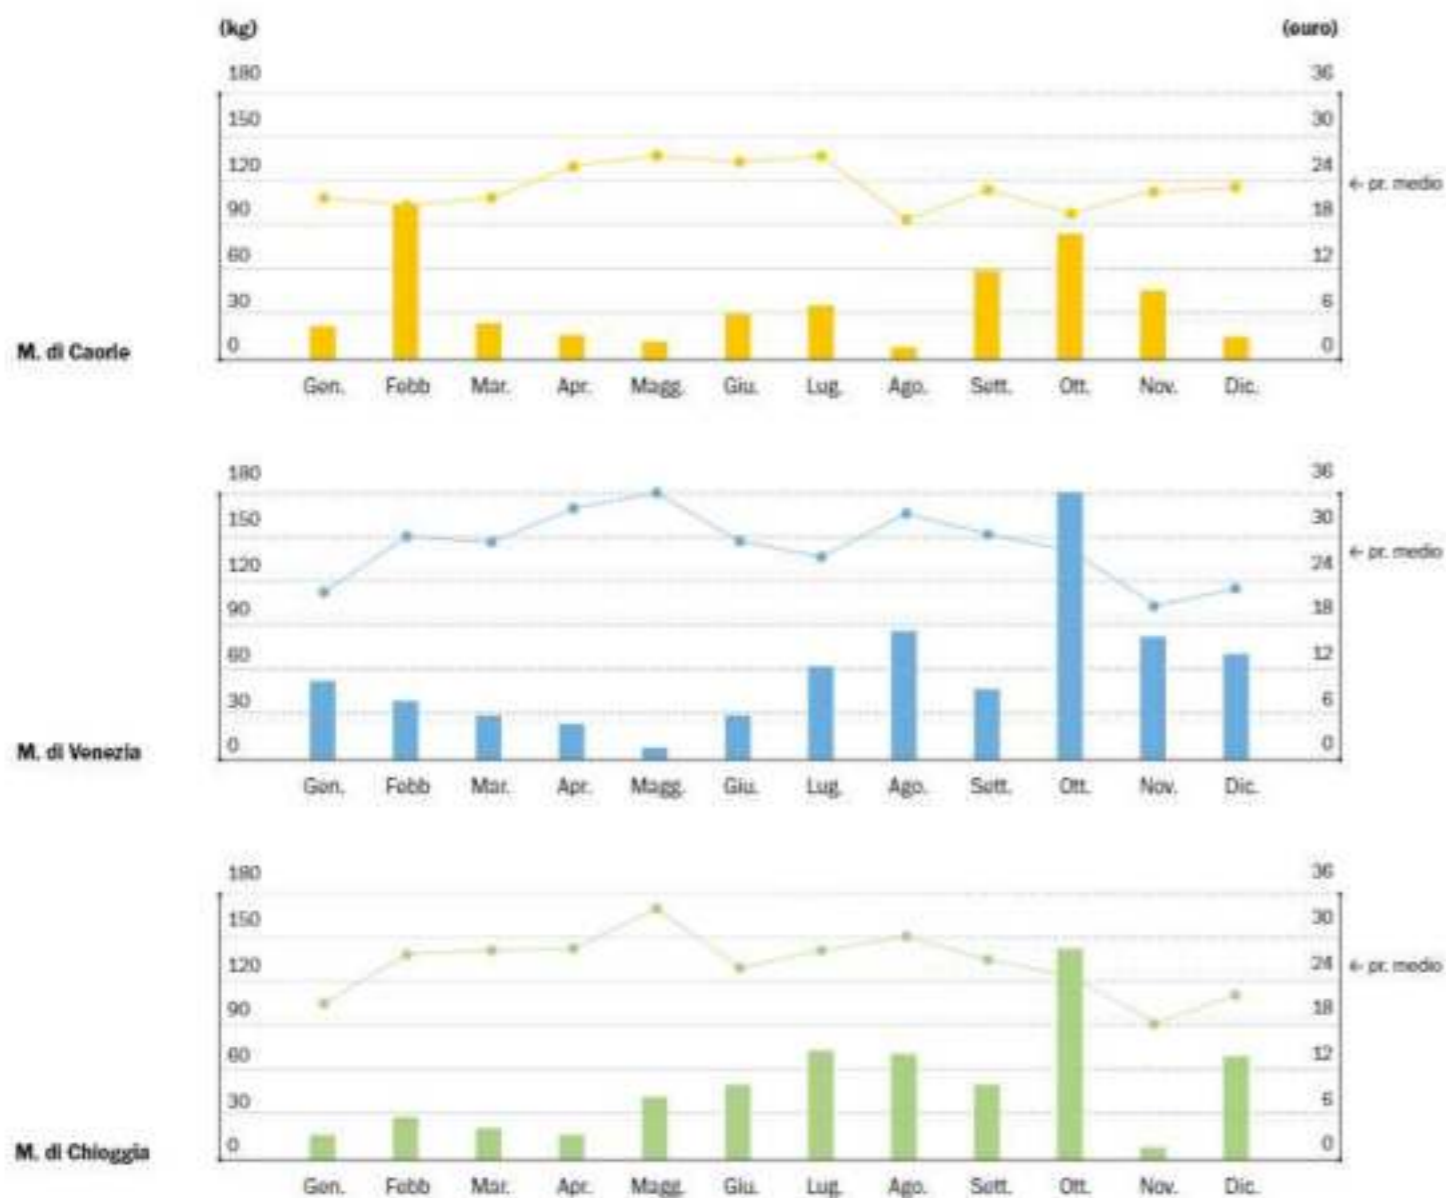 (kg) (euro)
180 36
150 30
120 24
← pr. medio
90 18
60 12
30 6
M. di Caorle 0 0
Gen. Febb Mar. Apr. Magg. Giu. Lug. Ago. Sett. Ott. Nov. Dic.
180 36
150 30
← pr. medio
120 24
90 18
60 12
30 6
M. di Venezia 0 0
Gen. Febb Mar. Apr. Magg. Giu. Lug. Ago. Sett. Ott. Nov. Dic.
180 36
150 30
120 24 ← pr. medio
90 18
60 12
30 6
M. di Chioggia 0 0
Gen. Febb Mar. Apr. Magg. Giu. Lug. Ago. Sett. Ott. Nov. Dic.